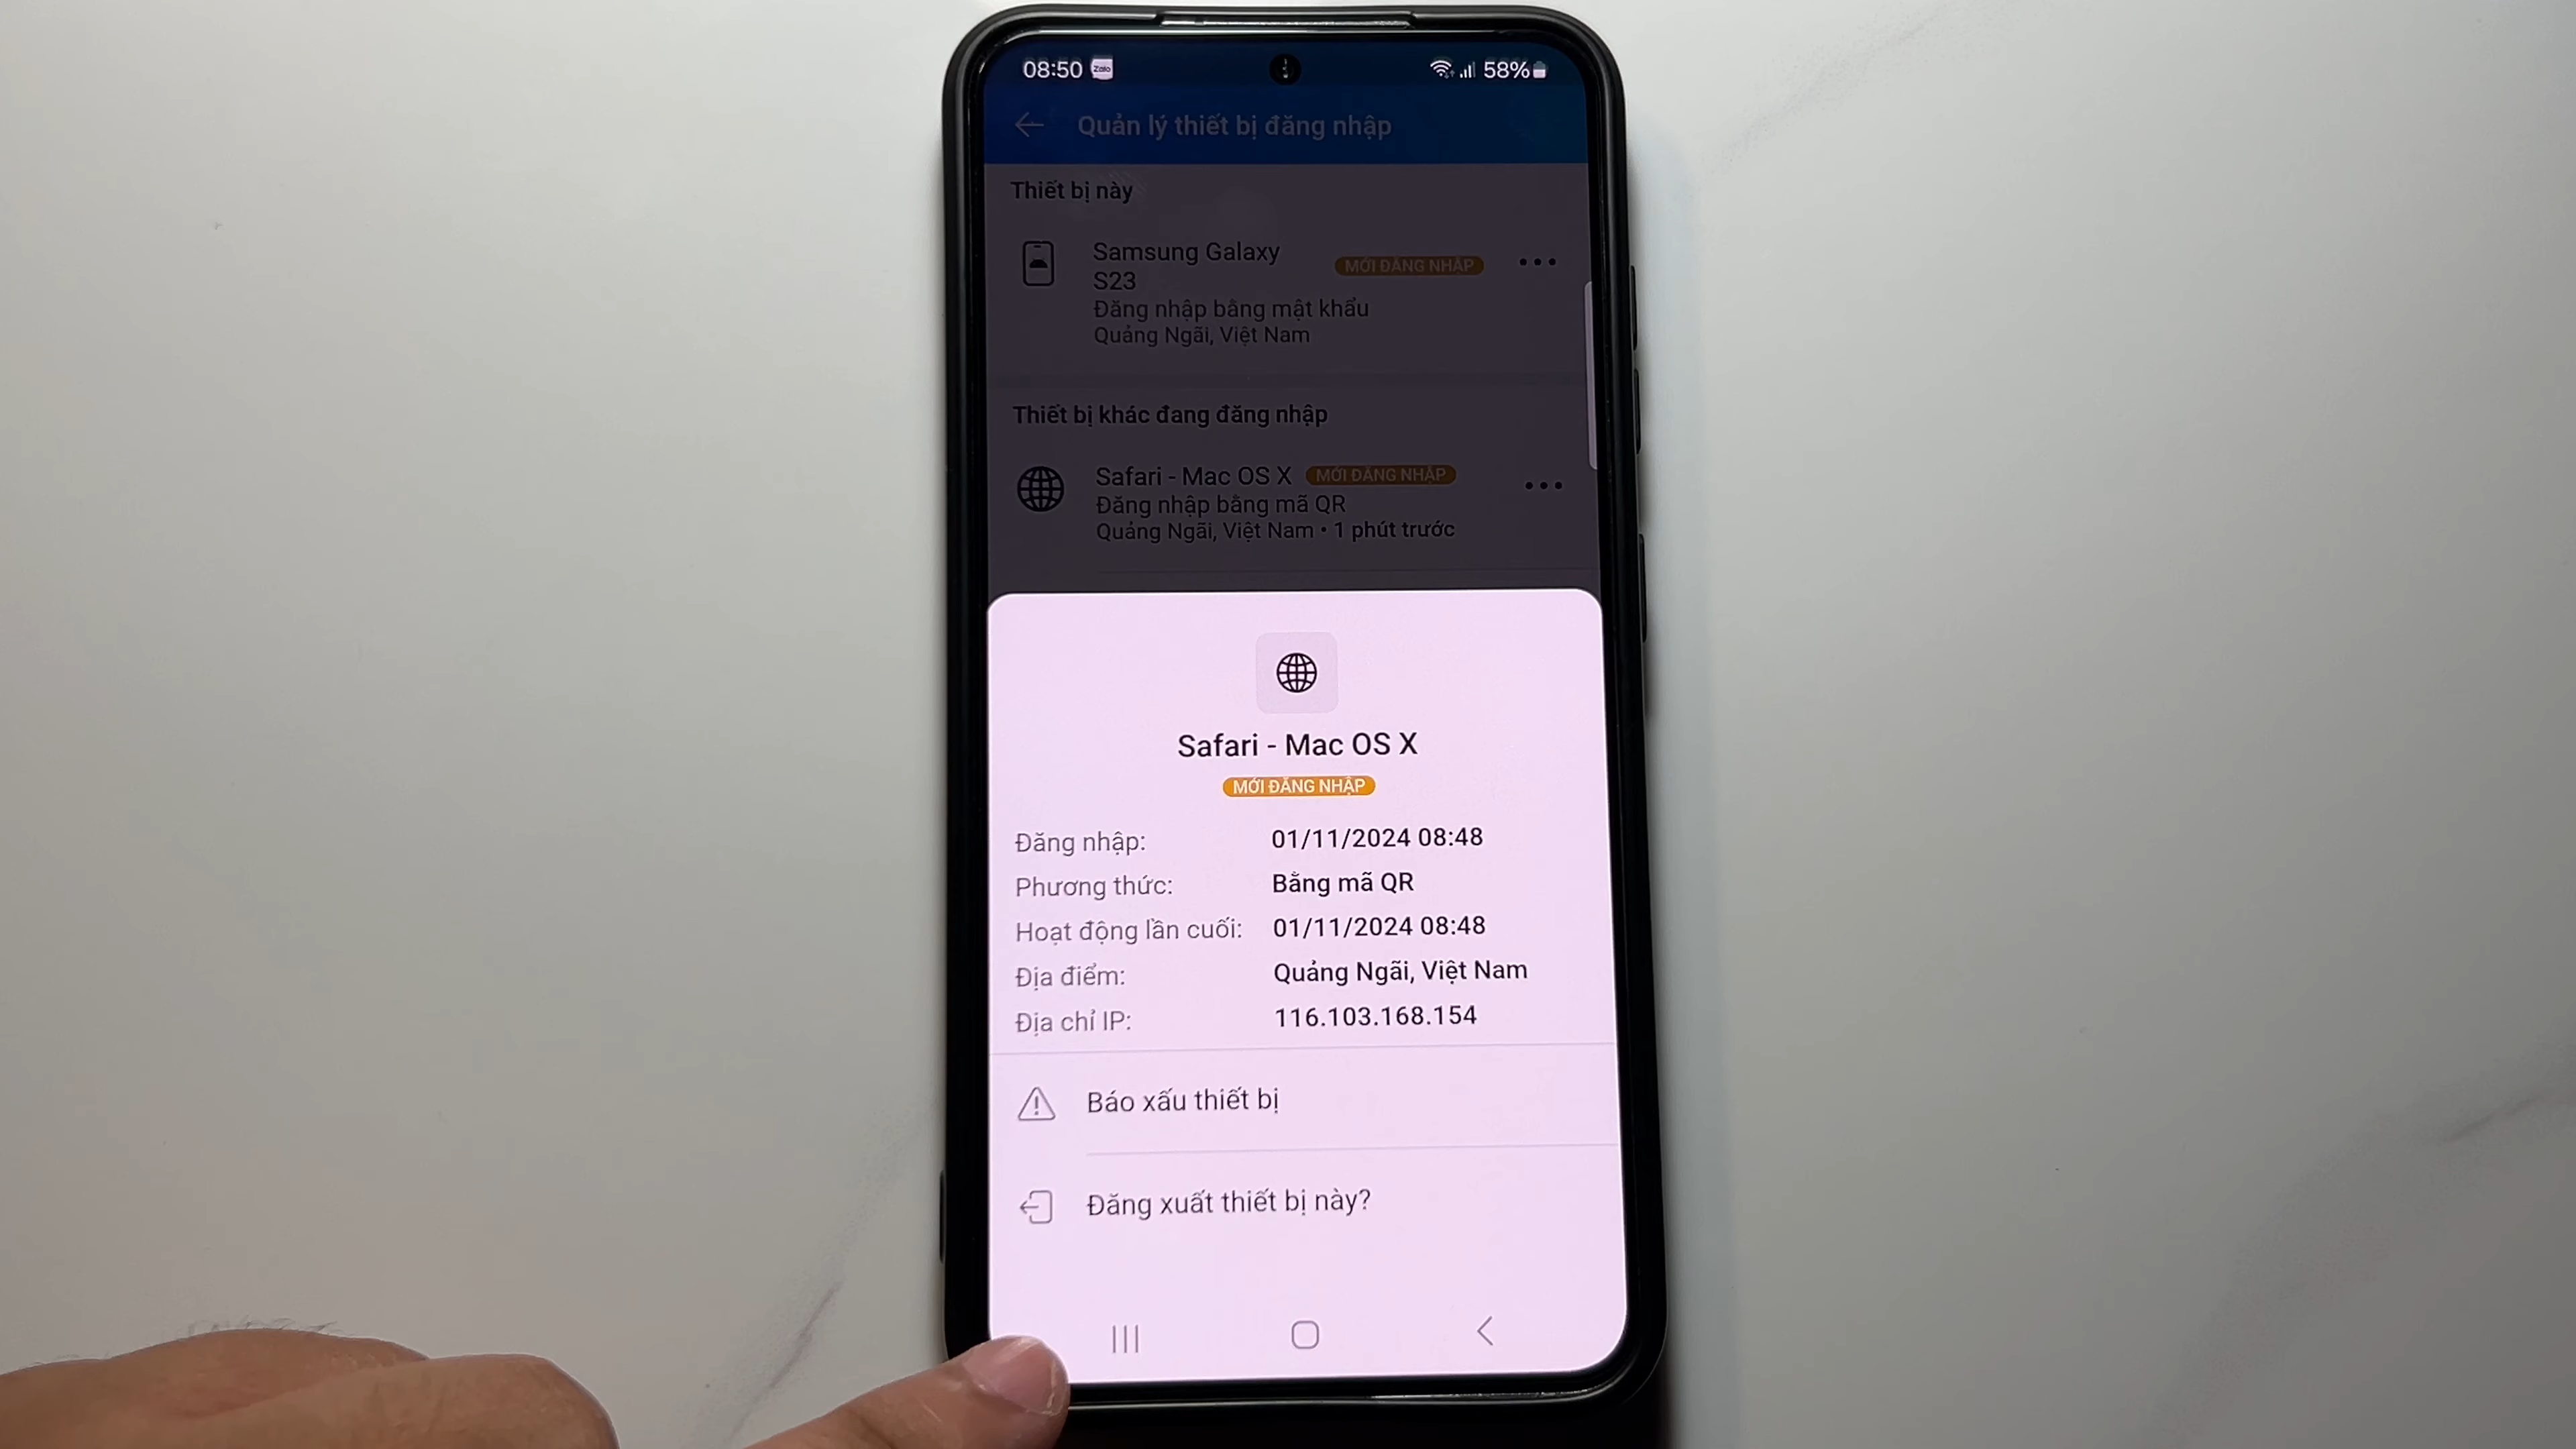 08:50 Zalo 58%
Quản lý thiết bị đăng nhập
Thiết bị này
Samsung Galaxy
S23
MỚI ĐĂNG NHẬP
Đăng nhập bằng mật khẩu
Quảng Ngãi, Việt Nam
Thiết bị khác đang đăng nhập
Safari - Mac OS X MỚI ĐĂNG NHẬP
Đăng nhập bằng mã QR
Quảng Ngãi, Việt Nam • 1 phút trước
Safari - Mac OS X
MỚI ĐĂNG NHẬP
Đăng nhập: 01/11/2024 08:48
Phương thức: Bằng mã QR
Hoạt động lần cuối: 01/11/2024 08:48
Địa điểm: Quảng Ngãi, Việt Nam
Địa chỉ IP: 116.103.168.154
Báo xấu thiết bị
Đăng xuất thiết bị này?